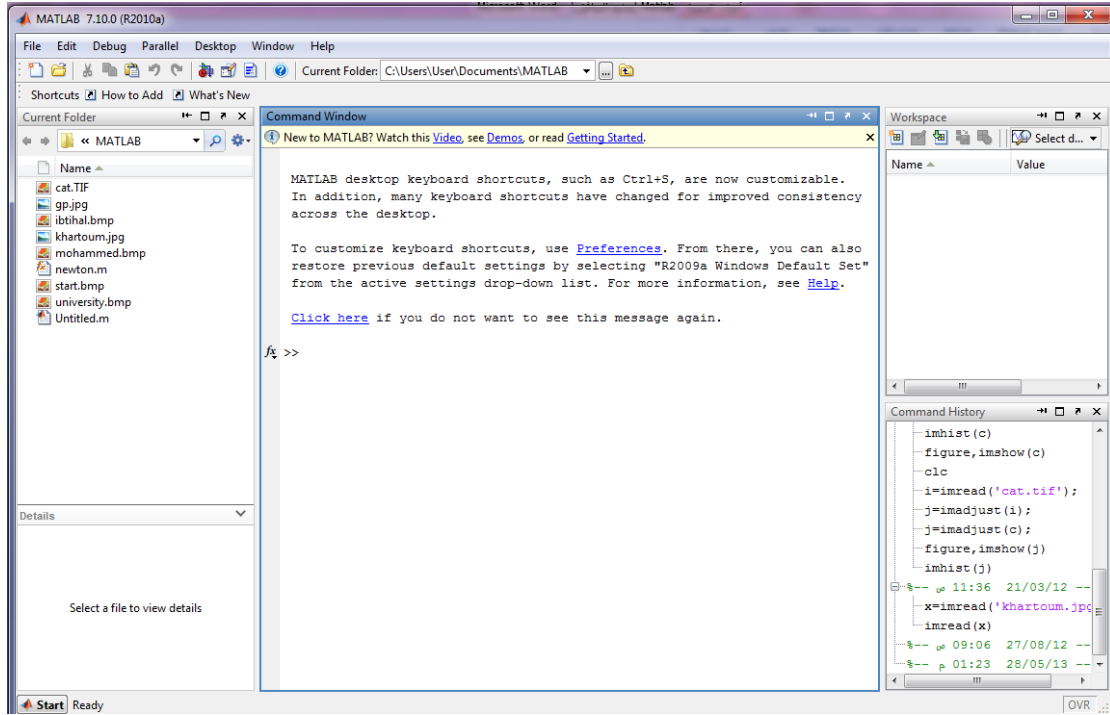 MATLAB 7.10.0 (R2010a)
File Edit Debug Parallel Desktop Window Help
Current Folder: C:\Users\User\Documents\MATLAB
Shortcuts How to Add What's New
Current Folder
« MATLAB
Name
cat.TIF
gp.jpg
ibtihal.bmp
khartoum.jpg
mohammed.bmp
newton.m
start.bmp
university.bmp
Untitled.m
Details
Select a file to view details
Command Window
New to MATLAB? Watch this Video, see Demos, or read Getting Started.
MATLAB desktop keyboard shortcuts, such as Ctrl+S, are now customizable.
In addition, many keyboard shortcuts have changed for improved consistency
across the desktop.
To customize keyboard shortcuts, use Preferences. From there, you can also
restore previous default settings by selecting "R2009a Windows Default Set"
from the active settings drop-down list. For more information, see Help.
Click here if you do not want to see this message again.
fx >>
Workspace
Select d...
Name Value
Command History
imhist(c)
figure,imshow(c)
clc
i=imread('cat.tif');
j=imadjust(i);
j=imadjust(c);
figure,imshow(j)
imhist(j)
%-- ص 11:36 21/03/12 --
x=imread('khartoum.jpg
imread(x)
%-- ص 09:06 27/08/12 --
%-- م 01:23 28/05/13 --
Start Ready
OVR